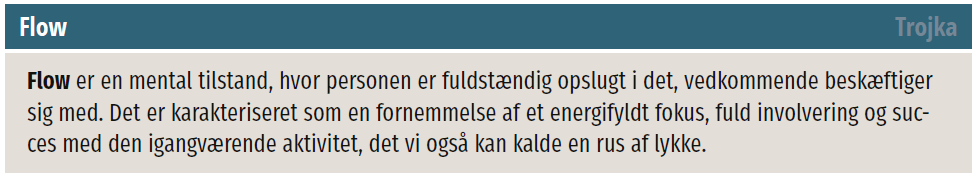 Flow Trojka
Flow er en mental tilstand, hvor personen er fuldstændig opslugt i det, vedkommende beskæftiger
sig med. Det er karakteriseret som en fornemmelse af et energifyldt fokus, fuld involvering og suc-
ces med den igangværende aktivitet, det vi også kan kalde en rus af lykke.